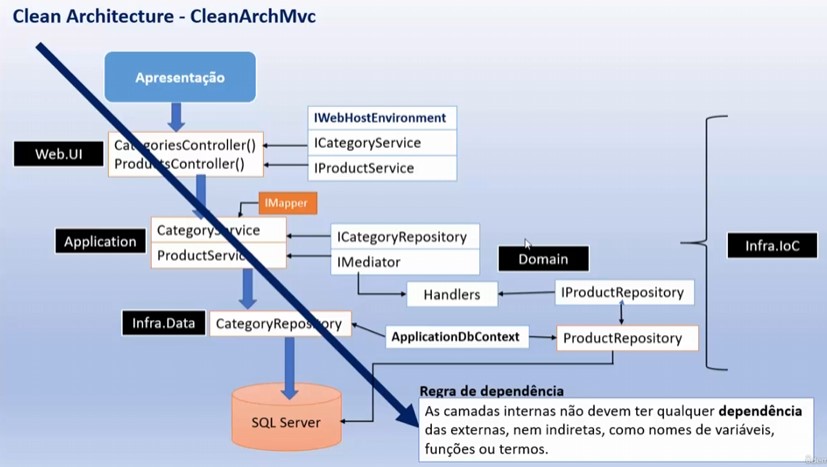 Clean Architecture - CleanArchMvc
Apresentação
IWebHostEnvironment
Web.UI
CategoriesController()
ProductsController()
ICategoryService
IProductService
IMapper
Application
CategoryService
ProductService
ICategoryRepository
IMediator
Domain
Infra.IoC
Handlers
IProductRepository
Infra.Data
CategoryRepository
ApplicationDbContext
ProductRepository
SQL Server
Regra de dependência
As camadas internas não devem ter qualquer dependência
das externas, nem indiretas, como nomes de variáveis,
funções ou termos.